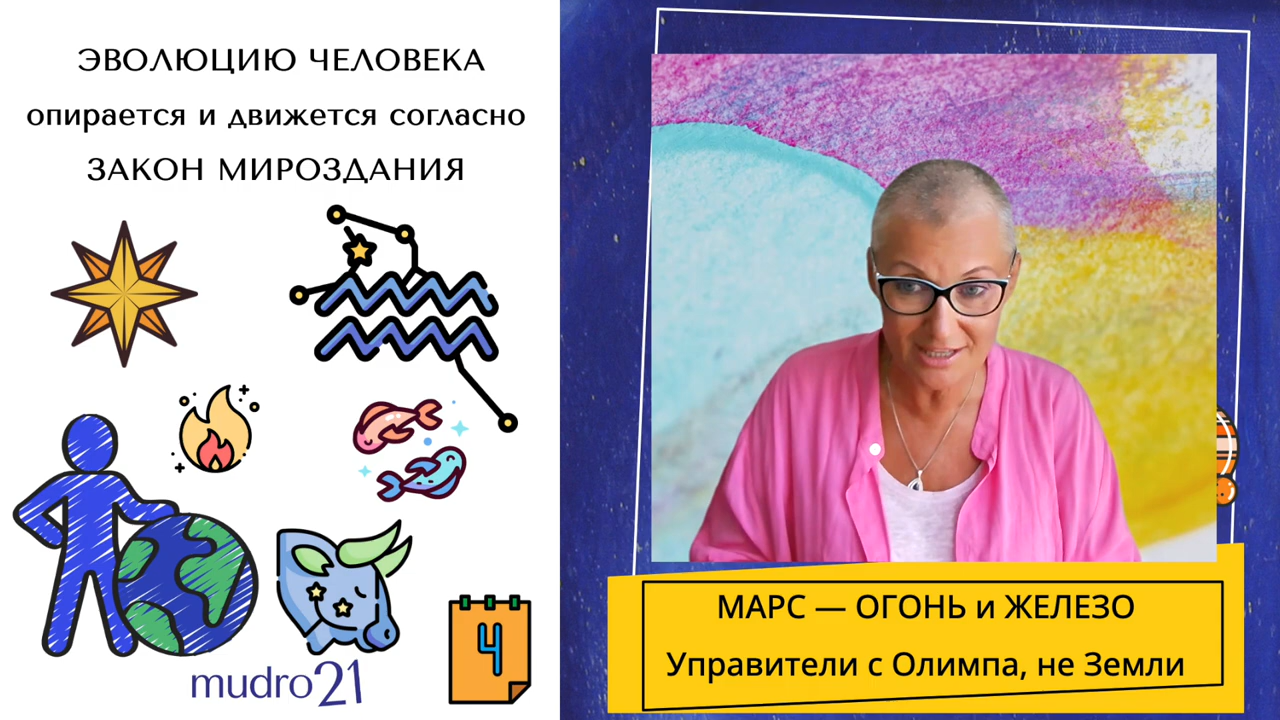 ЭВОЛЮЦИЮ ЧЕЛОВЕКА
опирается и движется согласно
ЗАКОН МИРОЗДАНИЯ
4
mudro21
МАРС — ОГОНЬ и ЖЕЛЕЗО
Управители с Олимпа, не Земли